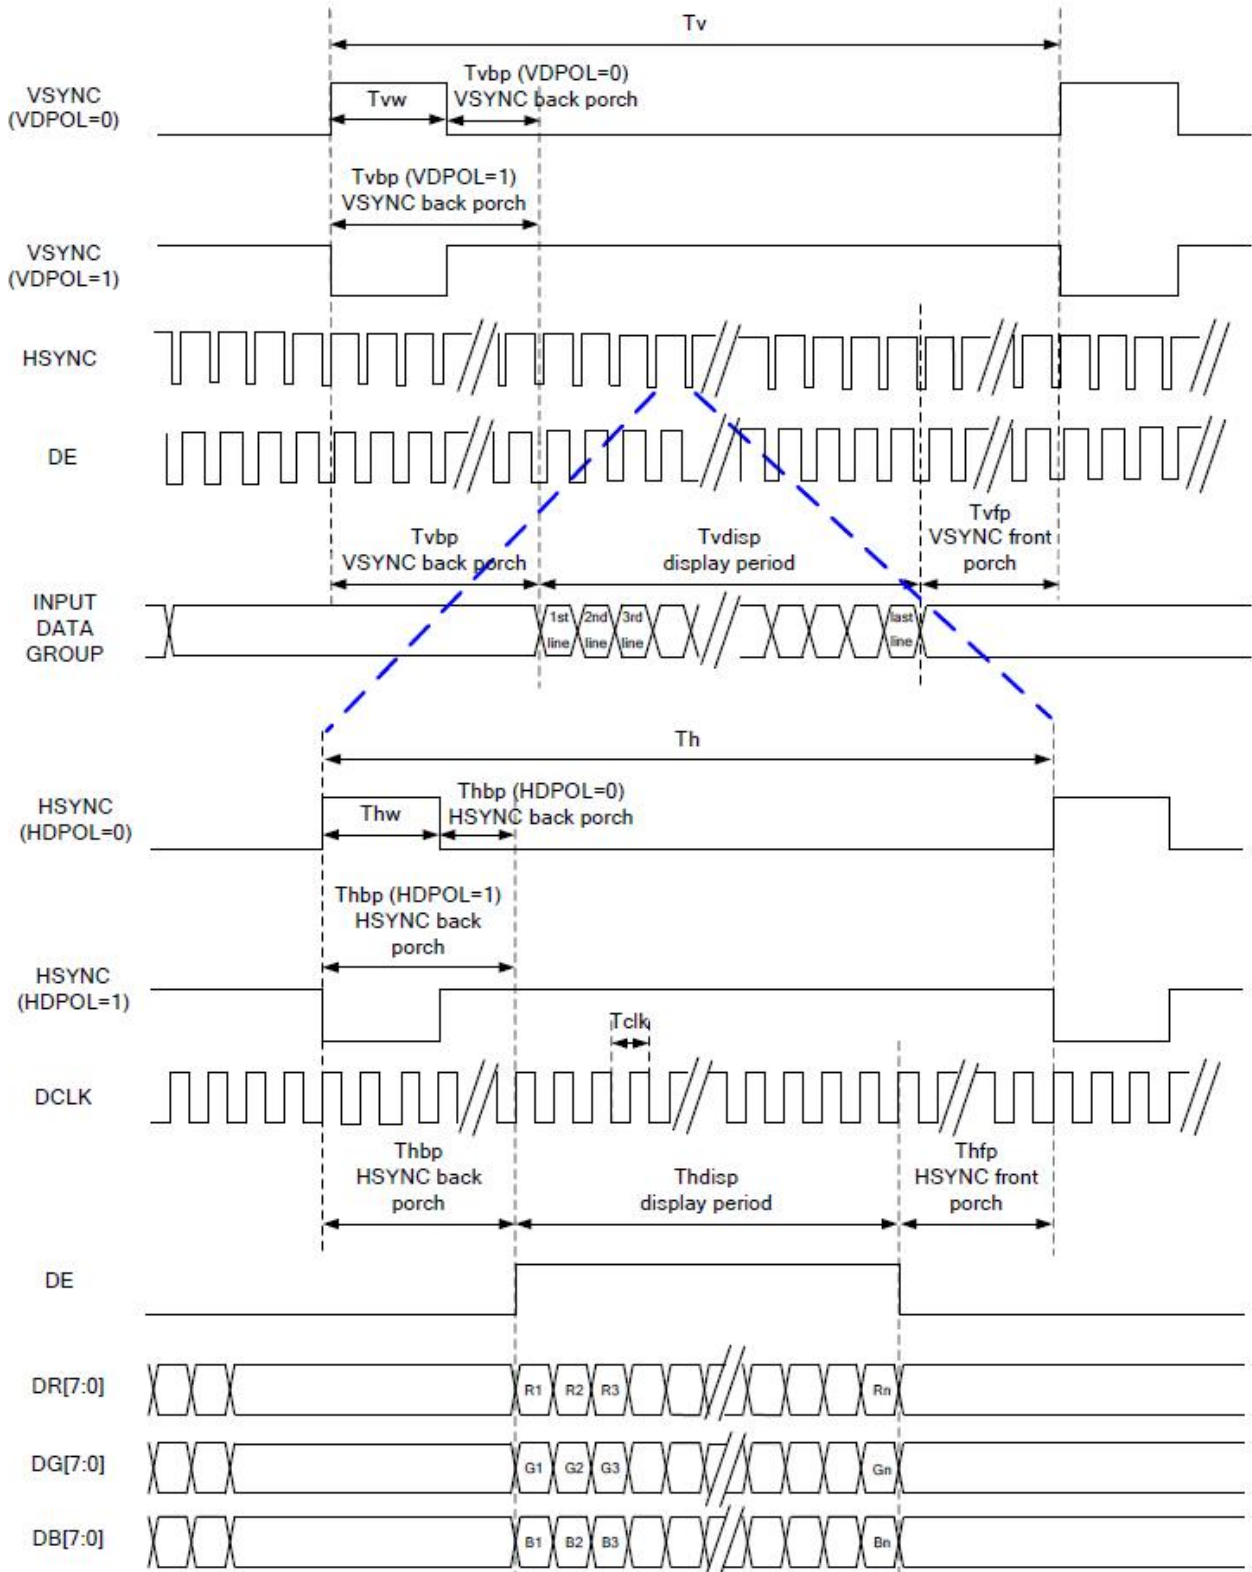 Tv
VSYNC
(VDPOL=0)
Tvw
Tvbp (VDPOL=0)
VSYNC back porch
Tvbp (VDPOL=1)
VSYNC back porch
VSYNC
(VDPOL=1)
HSYNC
DE
Tvbp
VSYNC back porch
Tvdisp
display period
Tvfp
VSYNC front
porch
INPUT
DATA
GROUP
1st
line
2nd
line
3rd
line
last
line
Th
HSYNC
(HDPOL=0)
Thw
Thbp (HDPOL=0)
HSYNC back porch
Thbp (HDPOL=1)
HSYNC back
porch
HSYNC
(HDPOL=1)
Tclk
DCLK
Thbp
HSYNC back
porch
Thdisp
display period
Thfp
HSYNC front
porch
DE
DR[7:0]
R1 R2 R3 Rn
DG[7:0]
G1 G2 G3 Gn
DB[7:0]
B1 B2 B3 Bn